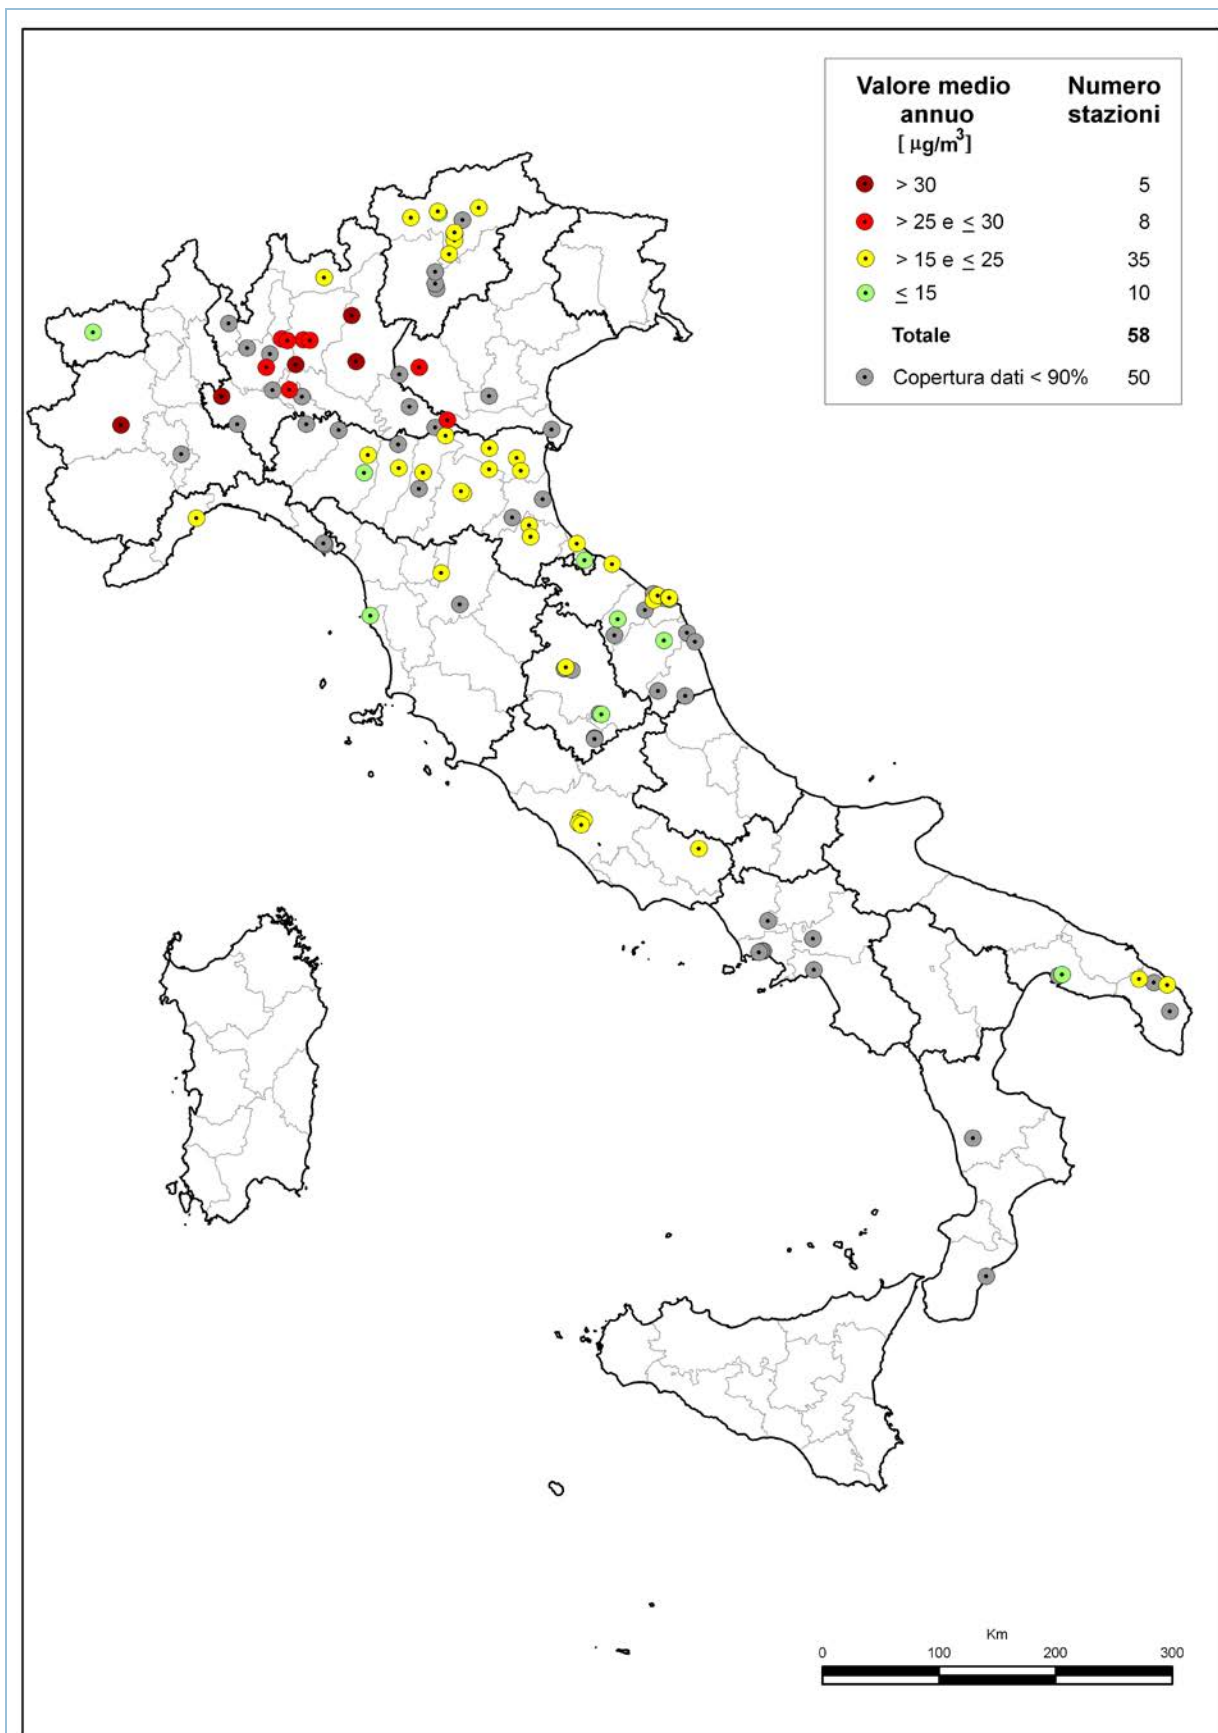 Valore medio Numero
annuo stazioni
[ µg/m³]
> 30 5
> 25 e ≤ 30 8
> 15 e ≤ 25 35
≤ 15 10
Totale 58
Copertura dati < 90% 50
Km
0 100 200 300